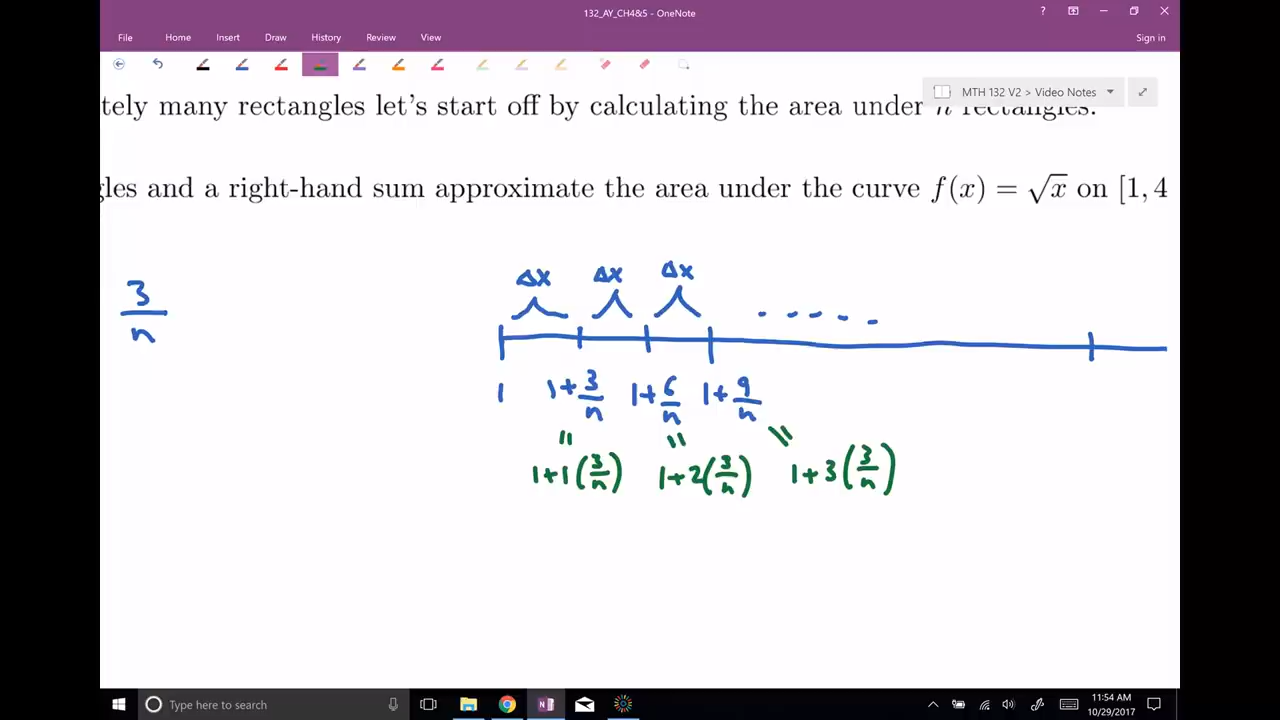 132_AY_CH4&5 - OneNote
?
File Home Insert Draw History Review View Sign in
MTH 132 V2 > Video Notes
tely many rectangles let's start off by calculating the area under n rectangles.
gles and a right-hand sum approximate the area under the curve f(x) = √x on [1, 4
Δx Δx Δx
3/n
. . . . .
1 1+3/n 1+6/n 1+9/n
= = =
1+1(3/n) 1+2(3/n) 1+3(3/n)
Type here to search
11:54 AM
10/29/2017